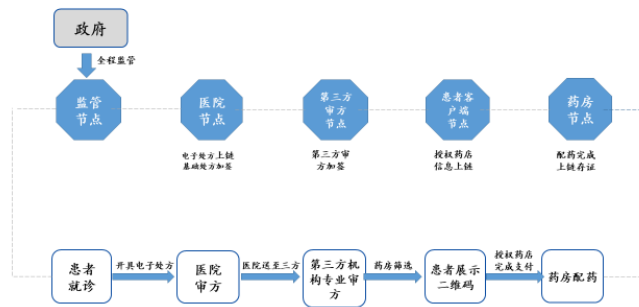 政府
全程监管
监管
节点
医院
节点
第三方
审方
节点
患者客
户端节
点
药房
节点
电子处方上链
基础处方加签
第三方审
方加签
授权药店
信息上链
配药完成
上链存证
患者
就诊
开具电子处方
医院
审方
医院送至三方
第三方机
构专业审
方
药房筛选
患者展示
二维码
授权药店
完成支付
药房配药